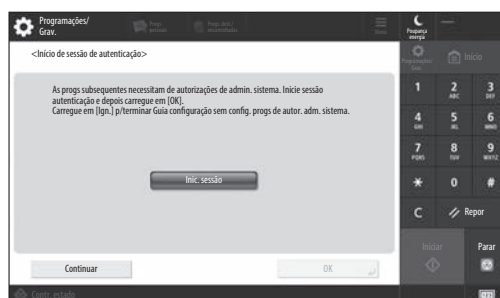 Programações/
Grav.
<Início de sessão de autenticação>
As progs subsequentes necessitam de autorizações de admin. sistema. Inicie sessão
autenticação e depois carregue em [OK].
Carregue em [Ign.] p/terminar Guia configuração sem config. progs de autor. adm. sistema.
Inic. sessão
Continuar
OK
Contr. estado
Poupança
energia
Início
1
2
ABC
3
DEF
4
GHI
5
JKL
6
MNO
7
PQRS
8
TUV
9
WXYZ
*
0
#
C
Repor
Iniciar
Parar